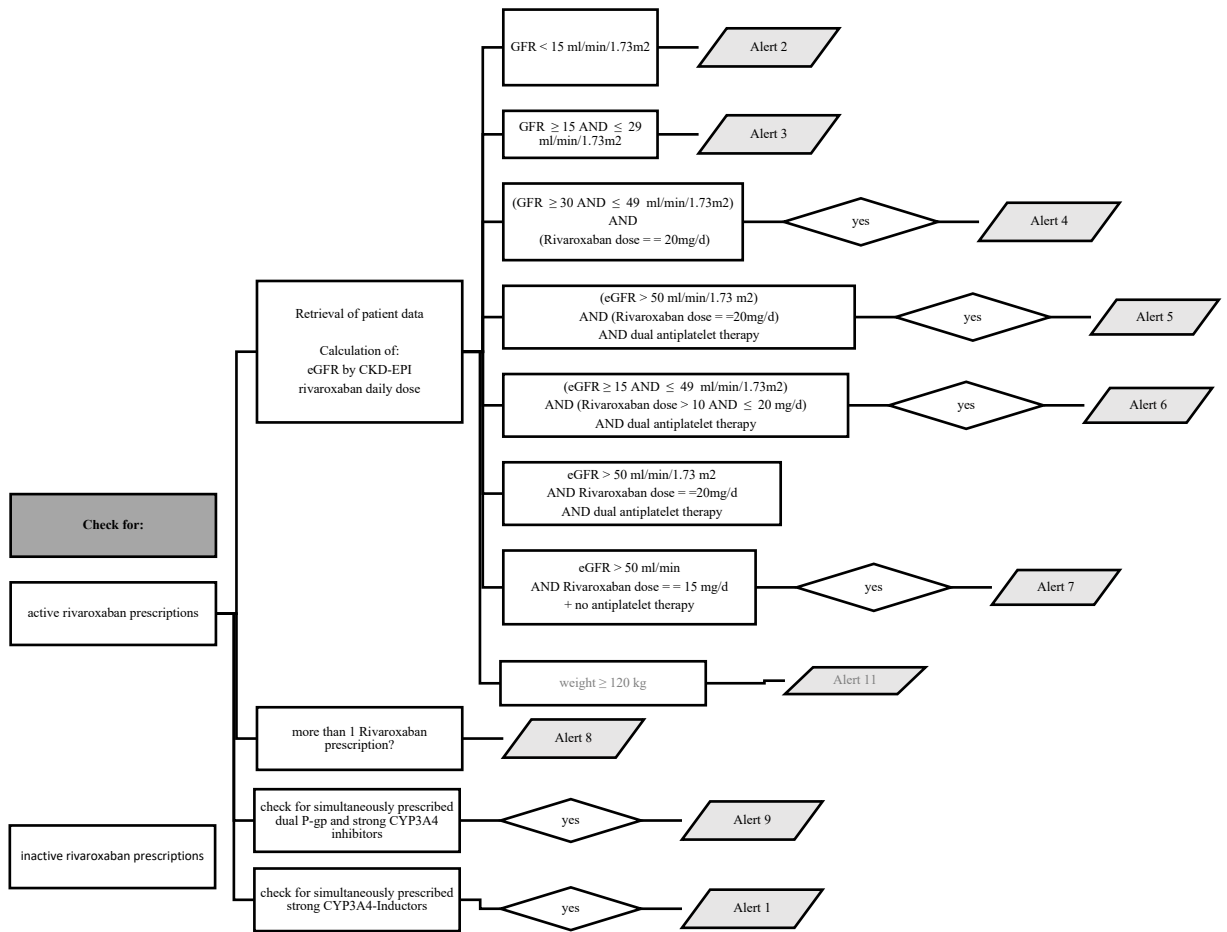 GFR < 15 ml/min/1.73m2
Alert 2
GFR ≥ 15 AND ≤ 29
ml/min/1.73m2
Alert 3
(GFR ≥ 30 AND ≤ 49 ml/min/1.73m2)
AND
(Rivaroxaban dose = = 20mg/d)
yes
Alert 4
Retrieval of patient data
Calculation of:
eGFR by CKD-EPI
rivaroxaban daily dose
(eGFR > 50 ml/min/1.73 m2)
AND (Rivaroxaban dose = =20mg/d)
AND dual antiplatelet therapy
yes
Alert 5
(eGFR ≥ 15 AND ≤ 49 ml/min/1.73m2)
AND (Rivaroxaban dose > 10 AND ≤ 20 mg/d)
AND dual antiplatelet therapy
yes
Alert 6
eGFR > 50 ml/min/1.73 m2
AND Rivaroxaban dose = =20mg/d
AND dual antiplatelet therapy
Check for:
eGFR > 50 ml/min
AND Rivaroxaban dose = = 15 mg/d
+ no antiplatelet therapy
yes
Alert 7
active rivaroxaban prescriptions
weight ≥ 120 kg
Alert 11
more than 1 Rivaroxaban
prescription?
Alert 8
check for simultaneously prescribed
dual P-gp and strong CYP3A4
inhibitors
yes
Alert 9
inactive rivaroxaban prescriptions
check for simultaneously prescribed
strong CYP3A4-Inductors
yes
Alert 1